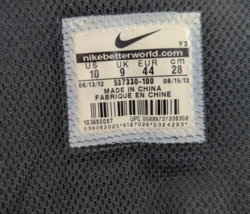 Y3
nikebetterworld.com
US UK EUR cm
10 9 44 28
06/13/12 537330-100 08/15/12
MADE IN CHINA
FABRIQUE EN CHINE